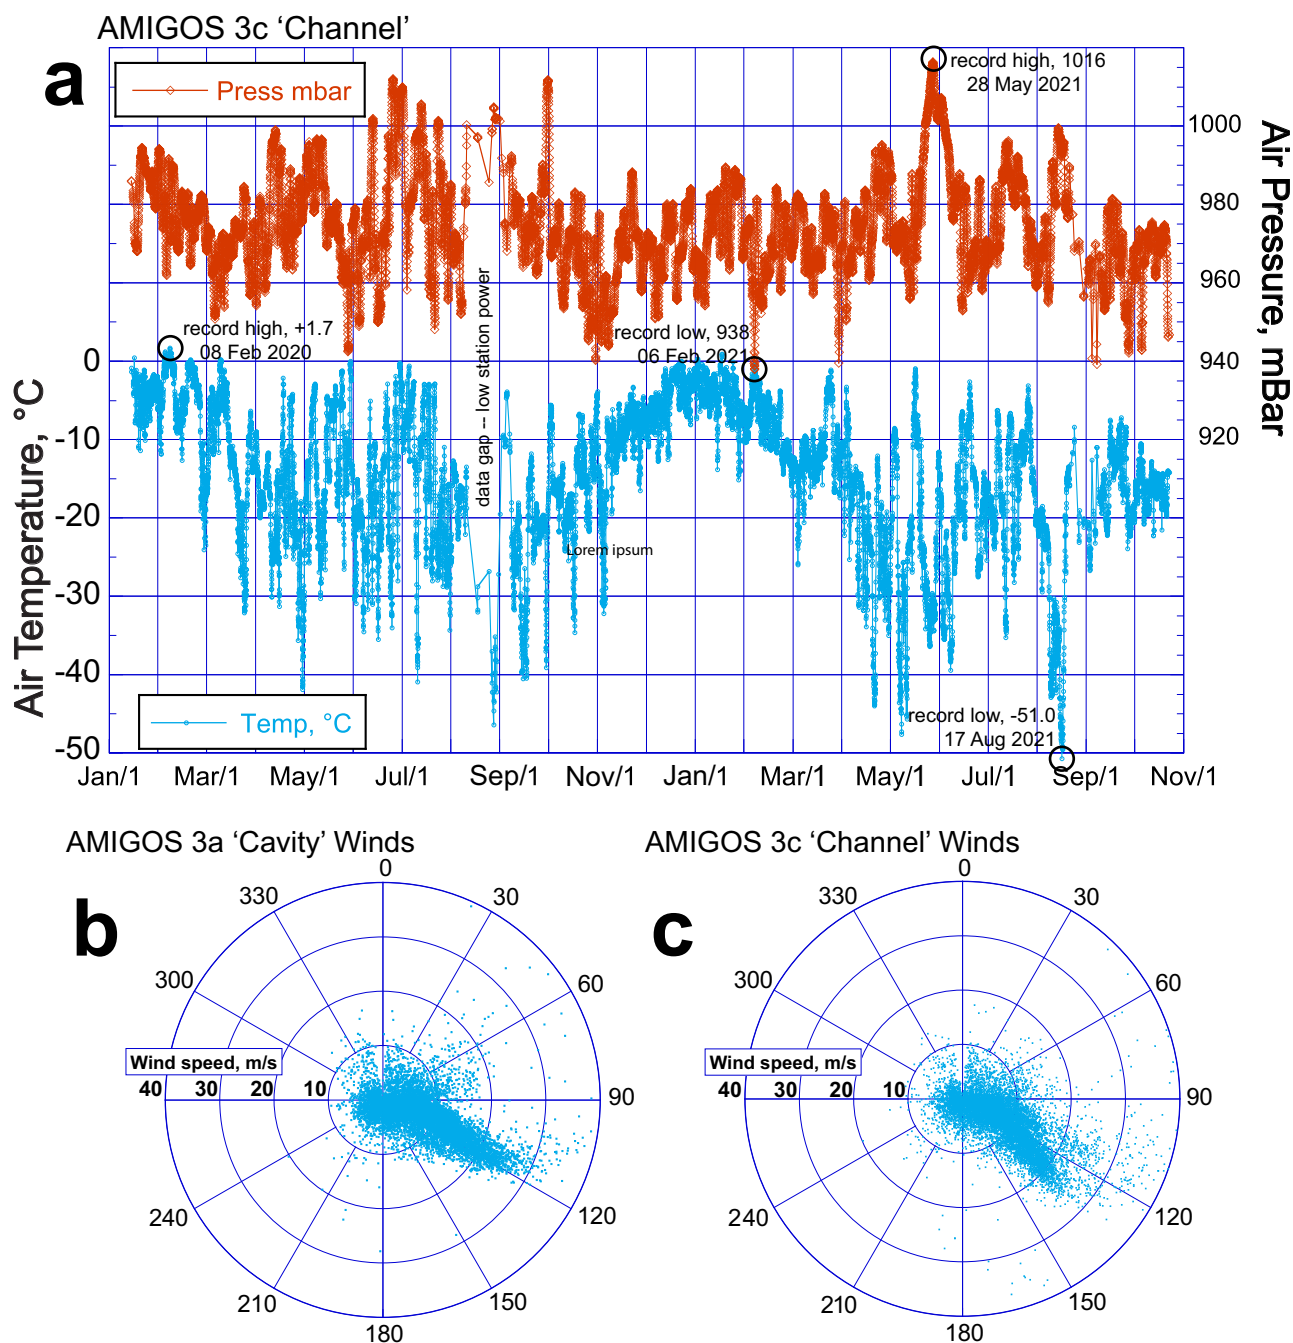 AMIGOS 3c ‘Channel’
a
Press mbar
record high, 1016
28 May 2021
1000
980
960
940
920
Air Pressure, mBar
record high, +1.7
08 Feb 2020
data gap -- low station power
record low, 938
06 Feb 2021
Lorem ipsum
0
-10
-20
-30
-40
-50
Air Temperature, °C
Temp, °C
record low, -51.0
17 Aug 2021
Jan/1 Mar/1 May/1 Jul/1 Sep/1 Nov/1 Jan/1 Mar/1 May/1 Jul/1 Sep/1 Nov/1
AMIGOS 3a ‘Cavity’ Winds
b
0
30
60
90
120
150
180
210
240
300
330
Wind speed, m/s
40 30 20 10
AMIGOS 3c ‘Channel’ Winds
c
0
30
60
90
120
150
180
210
240
300
330
Wind speed, m/s
40 30 20 10